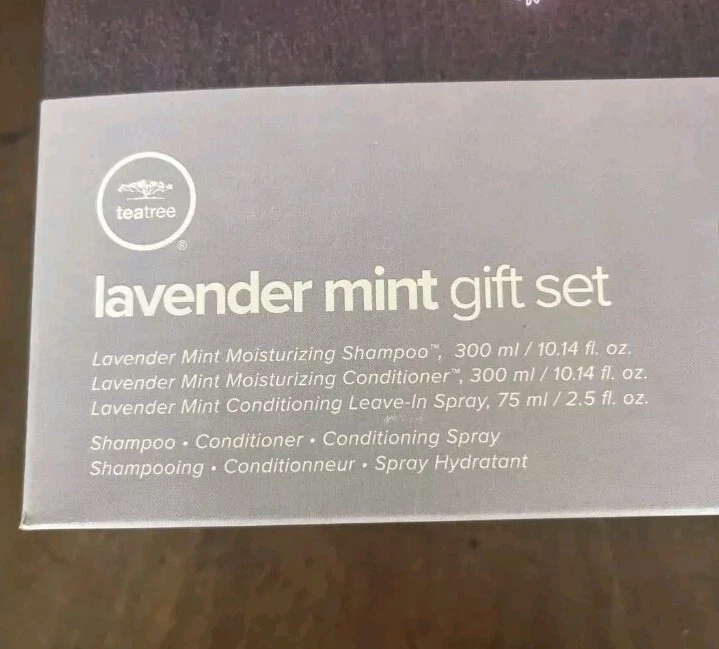 teatree
®
lavender mint gift set
Lavender Mint Moisturizing Shampoo™, 300 ml / 10.14 fl. oz.
Lavender Mint Moisturizing Conditioner™, 300 ml / 10.14 fl. oz.
Lavender Mint Conditioning Leave-In Spray, 75 ml / 2.5 fl. oz.
Shampoo • Conditioner • Conditioning Spray
Shampooing • Conditionneur • Spray Hydratant